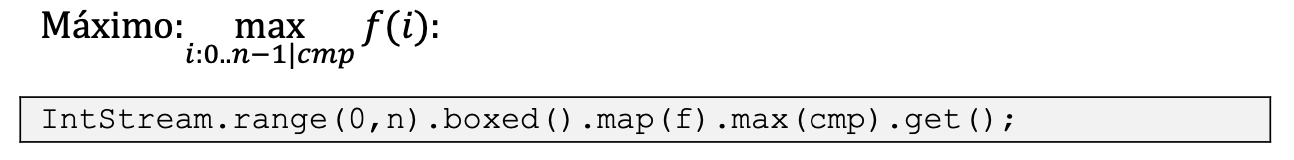 Máximo: max f(i):
i:0..n−1|cmp
IntStream.range(0,n).boxed().map(f).max(cmp).get();